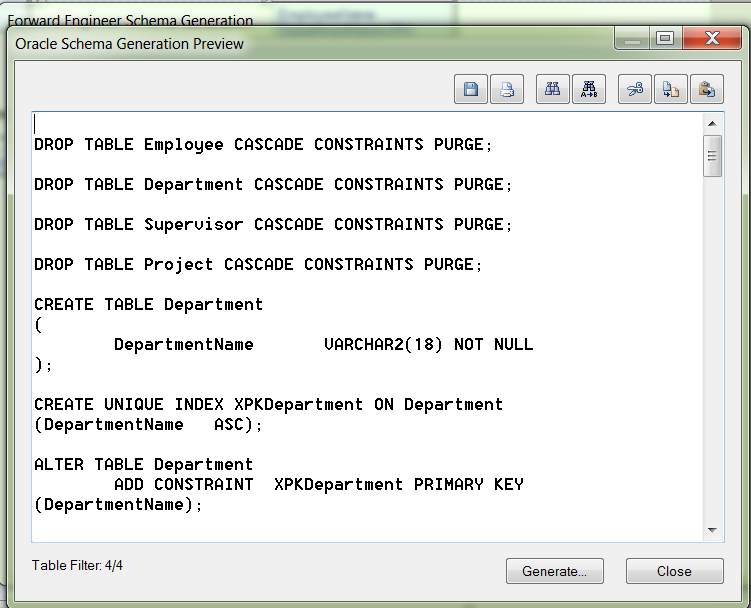 Forward Engineer Schema Generation
Oracle Schema Generation Preview
A→B
DROP TABLE Employee CASCADE CONSTRAINTS PURGE;
DROP TABLE Department CASCADE CONSTRAINTS PURGE;
DROP TABLE Supervisor CASCADE CONSTRAINTS PURGE;
DROP TABLE Project CASCADE CONSTRAINTS PURGE;
CREATE TABLE Department
(
DepartmentName VARCHAR2(18) NOT NULL
);
CREATE UNIQUE INDEX XPKDepartment ON Department
(DepartmentName ASC);
ALTER TABLE Department
ADD CONSTRAINT XPKDepartment PRIMARY KEY
(DepartmentName);
Table Filter: 4/4
Generate... Close